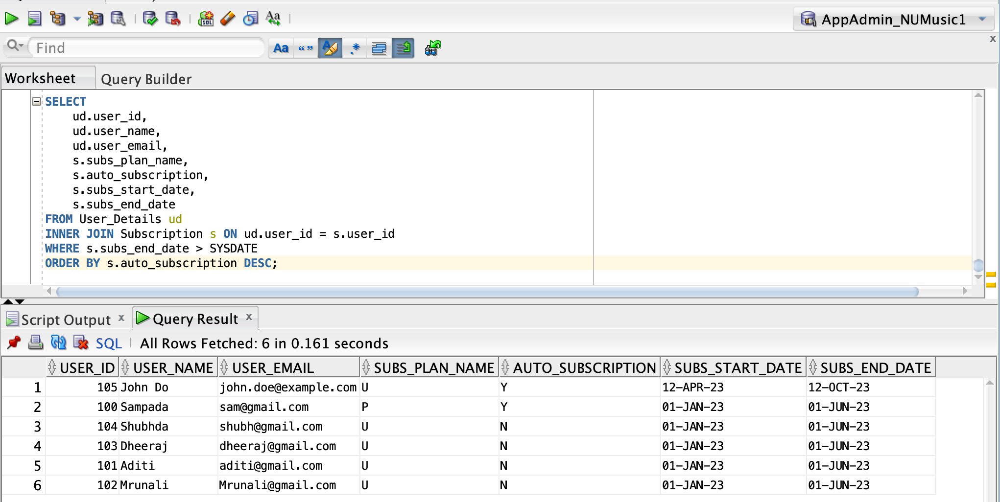 SQL
Aa
AppAdmin_NUMusic1
Find
Aa “ ” .*
x
Worksheet Query Builder
SELECT
ud.user_id,
ud.user_name,
ud.user_email,
s.subs_plan_name,
s.auto_subscription,
s.subs_start_date,
s.subs_end_date
FROM User_Details ud
INNER JOIN Subscription s ON ud.user_id = s.user_id
WHERE s.subs_end_date > SYSDATE
ORDER BY s.auto_subscription DESC;
Script Output x Query Result x
SQL All Rows Fetched: 6 in 0.161 seconds
USER_ID USER_NAME USER_EMAIL SUBS_PLAN_NAME AUTO_SUBSCRIPTION SUBS_START_DATE SUBS_END_DATE
1 105 John Do john.doe@example.com U Y 12-APR-23 12-OCT-23
2 100 Sampada sam@gmail.com P Y 01-JAN-23 01-JUN-23
3 104 Shubhda shubh@gmail.com U N 01-JAN-23 01-JUN-23
4 103 Dheeraj dheeraj@gmail.com U N 01-JAN-23 01-JUN-23
5 101 Aditi aditi@gmail.com U N 01-JAN-23 01-JUN-23
6 102 Mrunali Mrunali@gmail.com U N 01-JAN-23 01-JUN-23